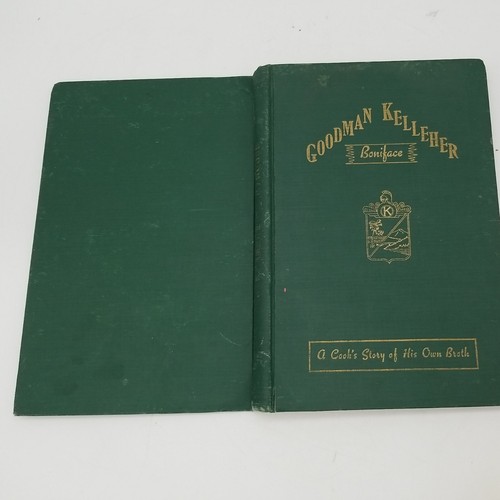 GOODMAN KELLEHER
Boniface
K
A Cook's Story of His Own Broth